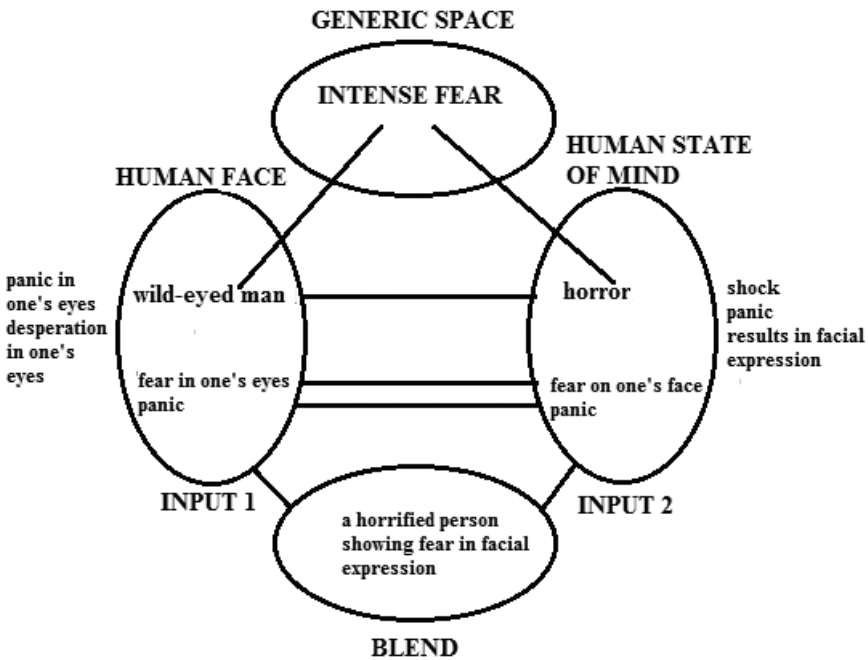 GENERIC SPACE
INTENSE FEAR
HUMAN FACE
HUMAN STATE
OF MIND
panic in
one's eyes
desperation
in one's
eyes
wild-eyed man
fear in one's eyes
panic
horror
fear on one's face
panic
shock
panic
results in facial
expression
INPUT 1
INPUT 2
a horrified person
showing fear in facial
expression
BLEND